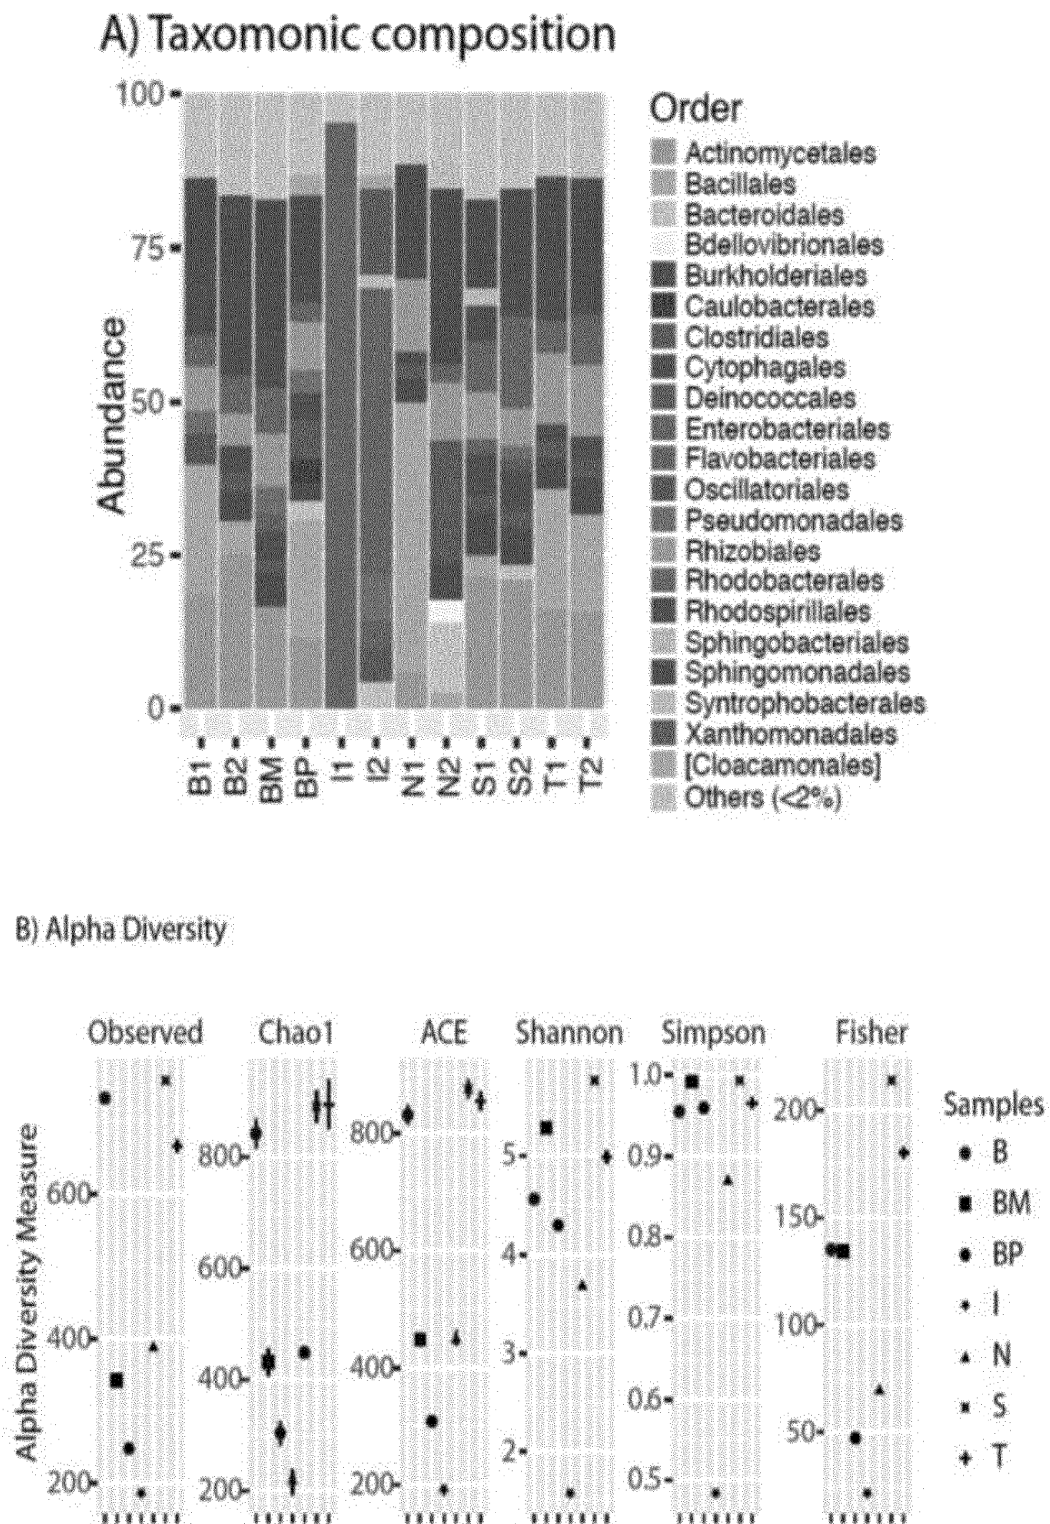 A) Taxomonic composition
100
75
50
25
0
Abundance
B1
B2
BM
BP
I1
I2
N1
N2
S1
S2
T1
T2
Order
Actinomycetales
Bacillales
Bacteroidales
Bdellovibrionales
Burkholderiales
Caulobacterales
Clostridiales
Cytophagales
Deinococcales
Enterobacteriales
Flavobacteriales
Oscillatoriales
Pseudomonadales
Rhizobiales
Rhodobacterales
Rhodospirillales
Sphingobacteriales
Sphingomonadales
Syntrophobacterales
Xanthomonadales
[Cloacamonales]
Others (<2%)
B) Alpha Diversity
Alpha Diversity Measure
Observed
600
400
200
Chao1
800
600
400
200
ACE
800
600
400
200
Shannon
5
4
3
2
Simpson
1.0
0.9
0.8
0.7
0.6
0.5
Fisher
200
150
100
50
Samples
B
BM
BP
I
N
S
T